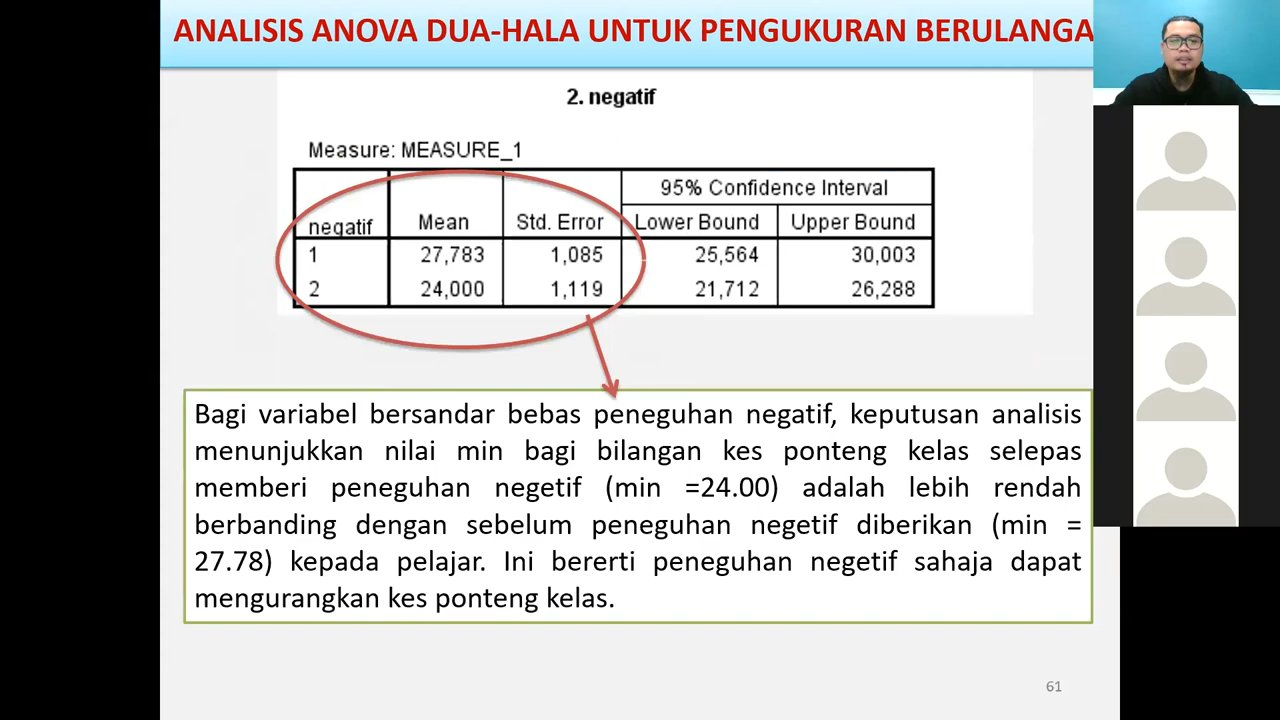 ANALISIS ANOVA DUA-HALA UNTUK PENGUKURAN BERULANGA
2. negatif
Measure: MEASURE_1
95% Confidence Interval
negatif Mean Std. Error Lower Bound Upper Bound
1 27,783 1,085 25,564 30,003
2 24,000 1,119 21,712 26,288
Bagi variabel bersandar bebas peneguhan negatif, keputusan analisis
menunjukkan nilai min bagi bilangan kes ponteng kelas selepas
memberi peneguhan negetif (min =24.00) adalah lebih rendah
berbanding dengan sebelum peneguhan negetif diberikan (min =
27.78) kepada pelajar. Ini bererti peneguhan negetif sahaja dapat
mengurangkan kes ponteng kelas.
61